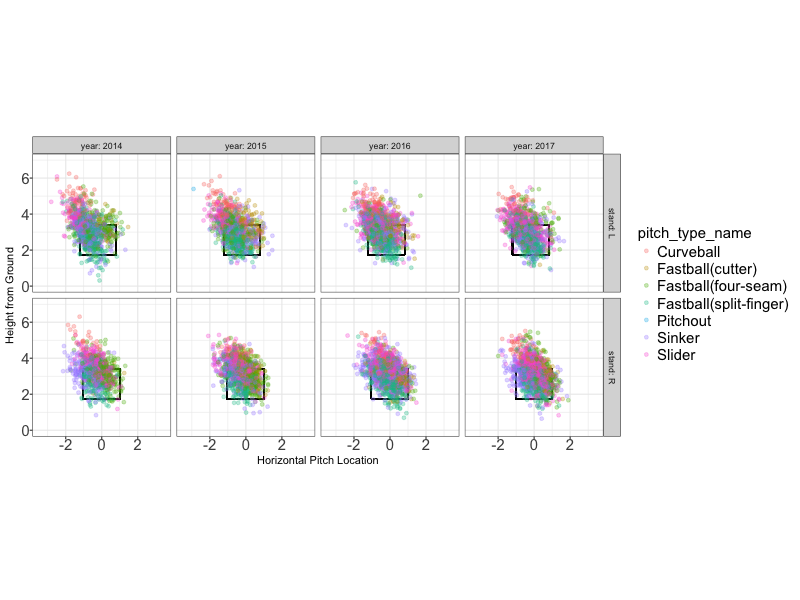 year: 2014
year: 2015
year: 2016
year: 2017
6
4
2
0
stand: L
6
4
2
0
stand: R
Height from Ground
-2 0 2
-2 0 2
-2 0 2
-2 0 2
Horizontal Pitch Location
pitch_type_name
Curveball
Fastball(cutter)
Fastball(four-seam)
Fastball(split-finger)
Pitchout
Sinker
Slider